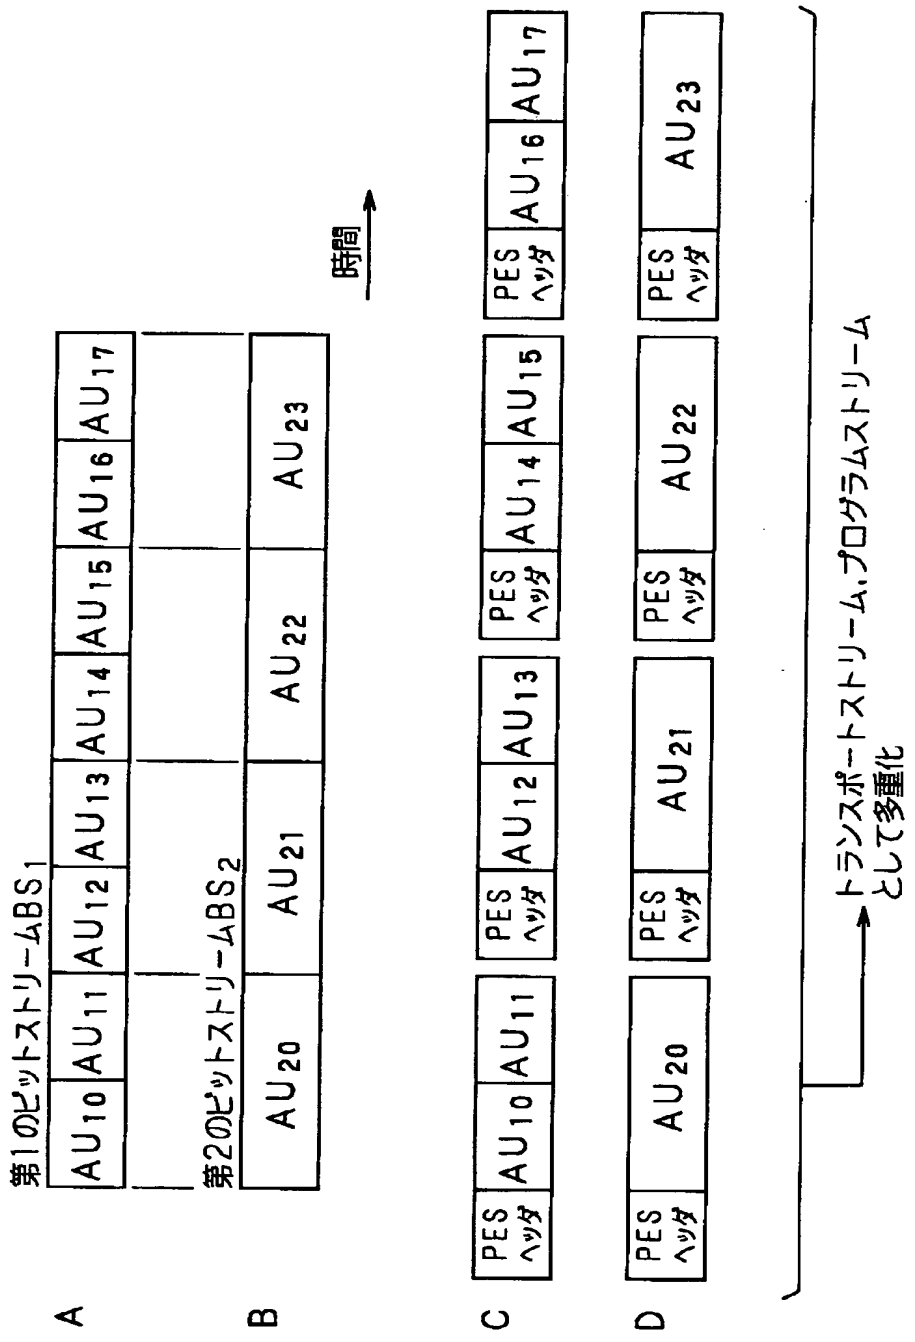 A
第1のビットストリームBS1
AU10 AU11 AU12 AU13 AU14 AU15 AU16 AU17
B
第2のビットストリームABS2
AU20 AU21 AU22 AU23
時間
C
PES
ヘッダ
AU10 AU11
PES
ヘッダ
AU12 AU13
PES
ヘッダ
AU14 AU15
PES
ヘッダ
AU16 AU17
D
PES
ヘッダ
AU20
PES
ヘッダ
AU21
PES
ヘッダ
AU22
PES
ヘッダ
AU23
トランスポートストリーム,プログラムストリーム
として多重化